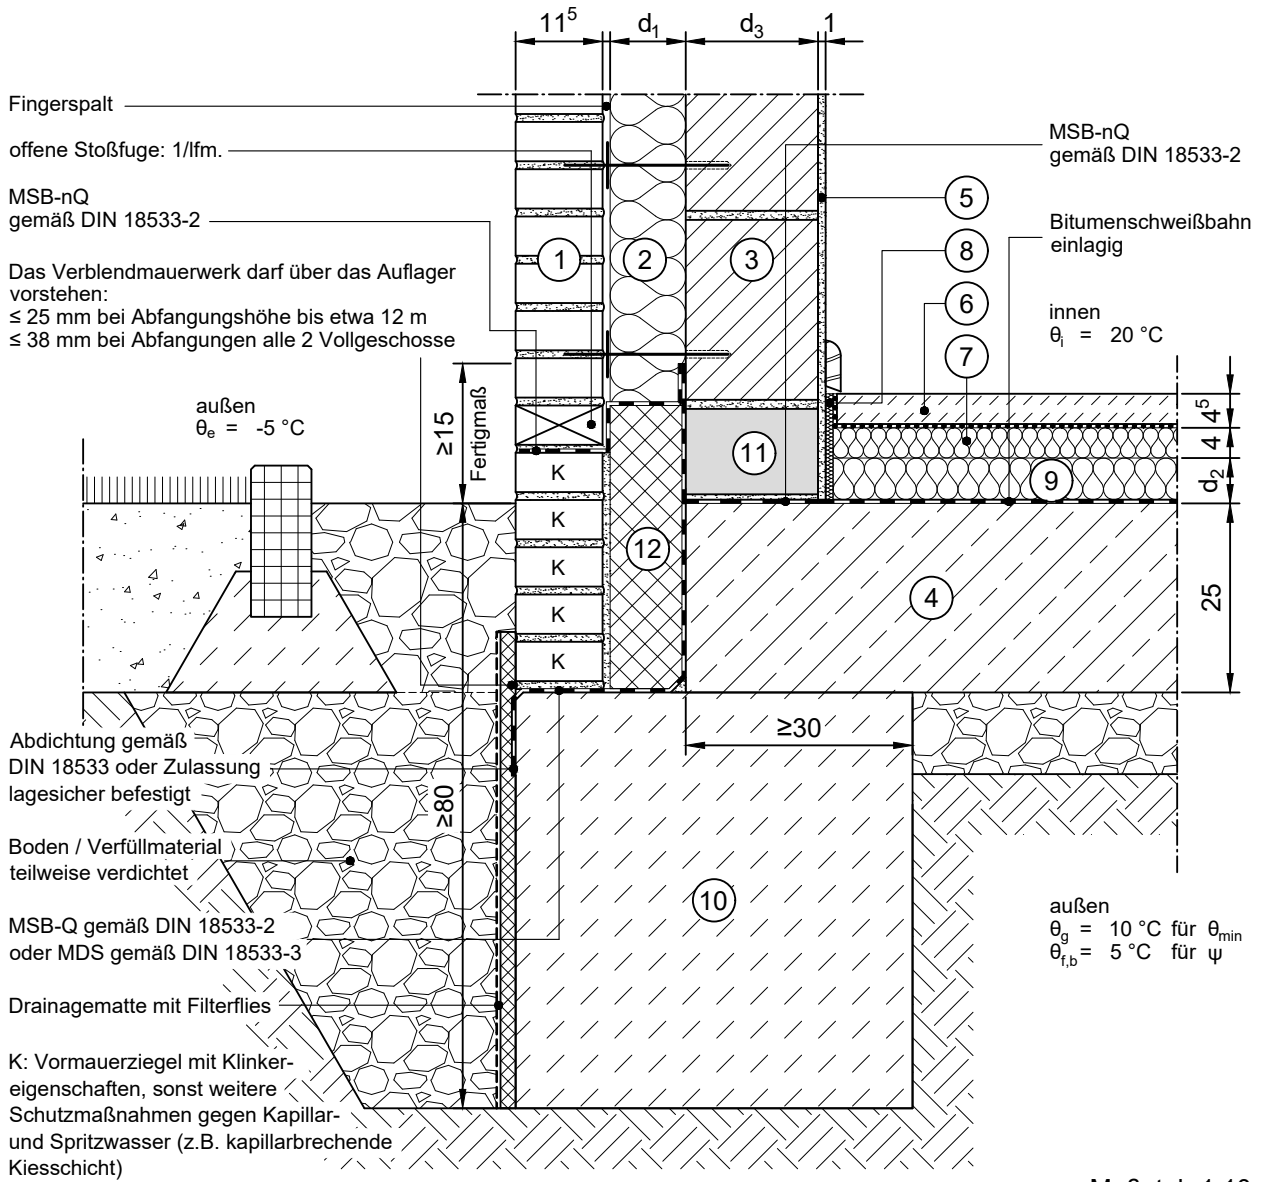 11⁵ d₁ d₃ 1
Fingerspalt
offene Stoßfuge: 1/lfm.
MSB-nQ
gemäß DIN 18533-2
Das Verblendmauerwerk darf über das Auflager
vorstehen:
≤ 25 mm bei Abfangungshöhe bis etwa 12 m
≤ 38 mm bei Abfangungen alle 2 Vollgeschosse
außen
θe = -5 °C
≥15
Fertigmaß
1
2
3
MSB-nQ
gemäß DIN 18533-2
5
8
6
7
Bitumenschweißbahn
einlagig
innen
θi = 20 °C
4⁵
4
d₂
25
11
9
12
4
K
K
K
K
K
≥30
≥80
10
Abdichtung gemäß
DIN 18533 oder Zulassung
lagesicher befestigt
Boden / Verfüllmaterial
teilweise verdichtet
MSB-Q gemäß DIN 18533-2
oder MDS gemäß DIN 18533-3
Drainagematte mit Filterflies
K: Vormauerziegel mit Klinker-
eigenschaften, sonst weitere
Schutzmaßnahmen gegen Kapillar-
und Spritzwasser (z.B. kapillarbrechende
Kiesschicht)
außen
θg = 10 °C für θmin
θf,b = 5 °C für ψ